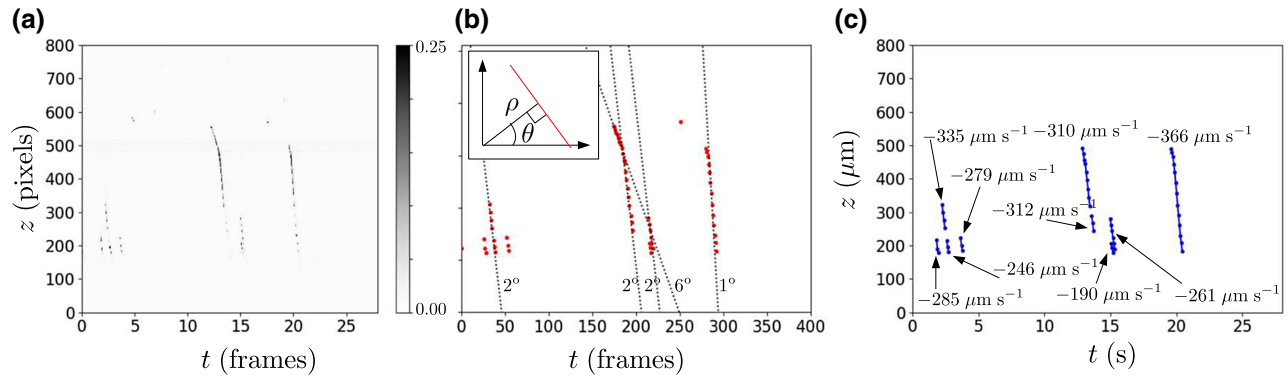 (a)
800
700
600
500
400
300
200
100
0
z (pixels)
0 5 10 15 20 25
t (frames)
0.25
0.00
(b)
ρ
θ
2° 2° 2° 6° 1°
0 50 100 150 200 250 300 350 400
t (frames)
(c)
800
700
600
500
400
300
200
100
0
z (μm)
−335 μm s⁻¹ −310 μm s⁻¹ −366 μm s⁻¹
−279 μm s⁻¹
−312 μm s⁻¹
−246 μm s⁻¹
−285 μm s⁻¹ −190 μm s⁻¹ −261 μm s⁻¹
0 5 10 15 20 25
t (s)